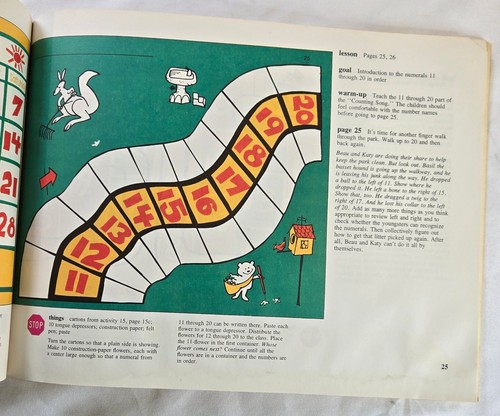 7
14
21
28
20
19
18
17
16
15
14
13
12
11
lesson Pages 25, 26
goal Introduction to the numerals 11
through 20 in order
warm-up Teach the 11 through 20 part of
the "Counting Song." The children should
feel comfortable with the number names
before going to page 25.
page 25 It's time for another finger walk
through the park. Walk up to 20 and then
back again.
Beau and Katy are doing their share to help
keep the park clean. But look. Basil the
basset hound is going up the walkway, and he
is leaving his junk along the way. He dropped
a ball to the left of 11. Show where he
dropped it. He left a bone to the right of 15.
Show that, too. He dropped a twig to the
right of 17. And he lost his collar to the left
of 20. Add as many more things as you think
appropriate to review left and right and to
check whether the youngsters can recognize
the numerals. Then collectively figure out
how to get that litter picked up again. After
all, Beau and Katy can't do it all by
themselves.
STOP
things cartons from activity 15, page 15c;
10 tongue depressors; construction paper; felt
pen; paste
Turn the cartons so that a plain side is showing.
Make 10 construction-paper flowers, each with
a center large enough so that a numeral from
11 through 20 can be written there. Paste each
flower to a tongue depressor. Distribute the
flowers for 12 through 20 to the class. Place
the 11-flower in the first container. Whose
flower comes next? Continue until all the
flowers are in a container and the numbers are
in order.
25